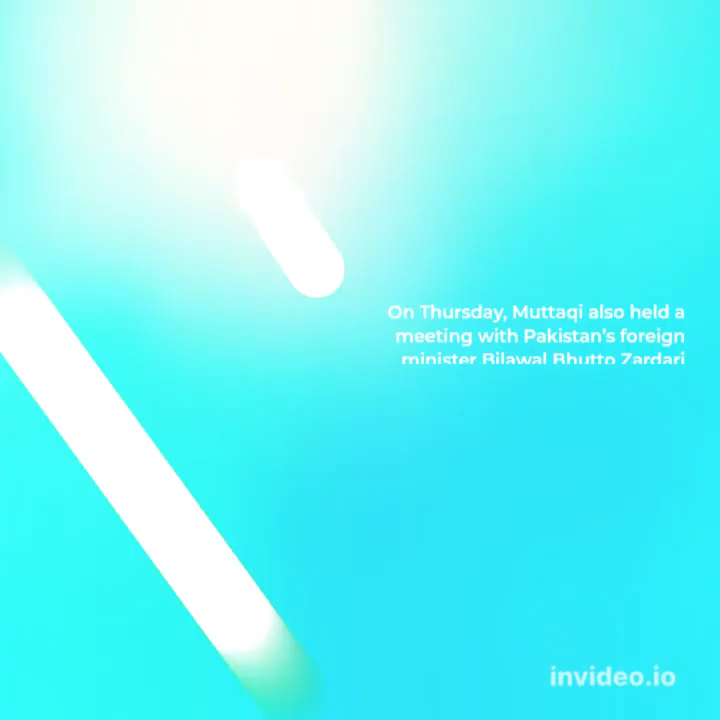 On Thursday, Muttaqi also held a
meeting with Pakistan's foreign
minister Bilawal Bhutto Zardari
invideo.io